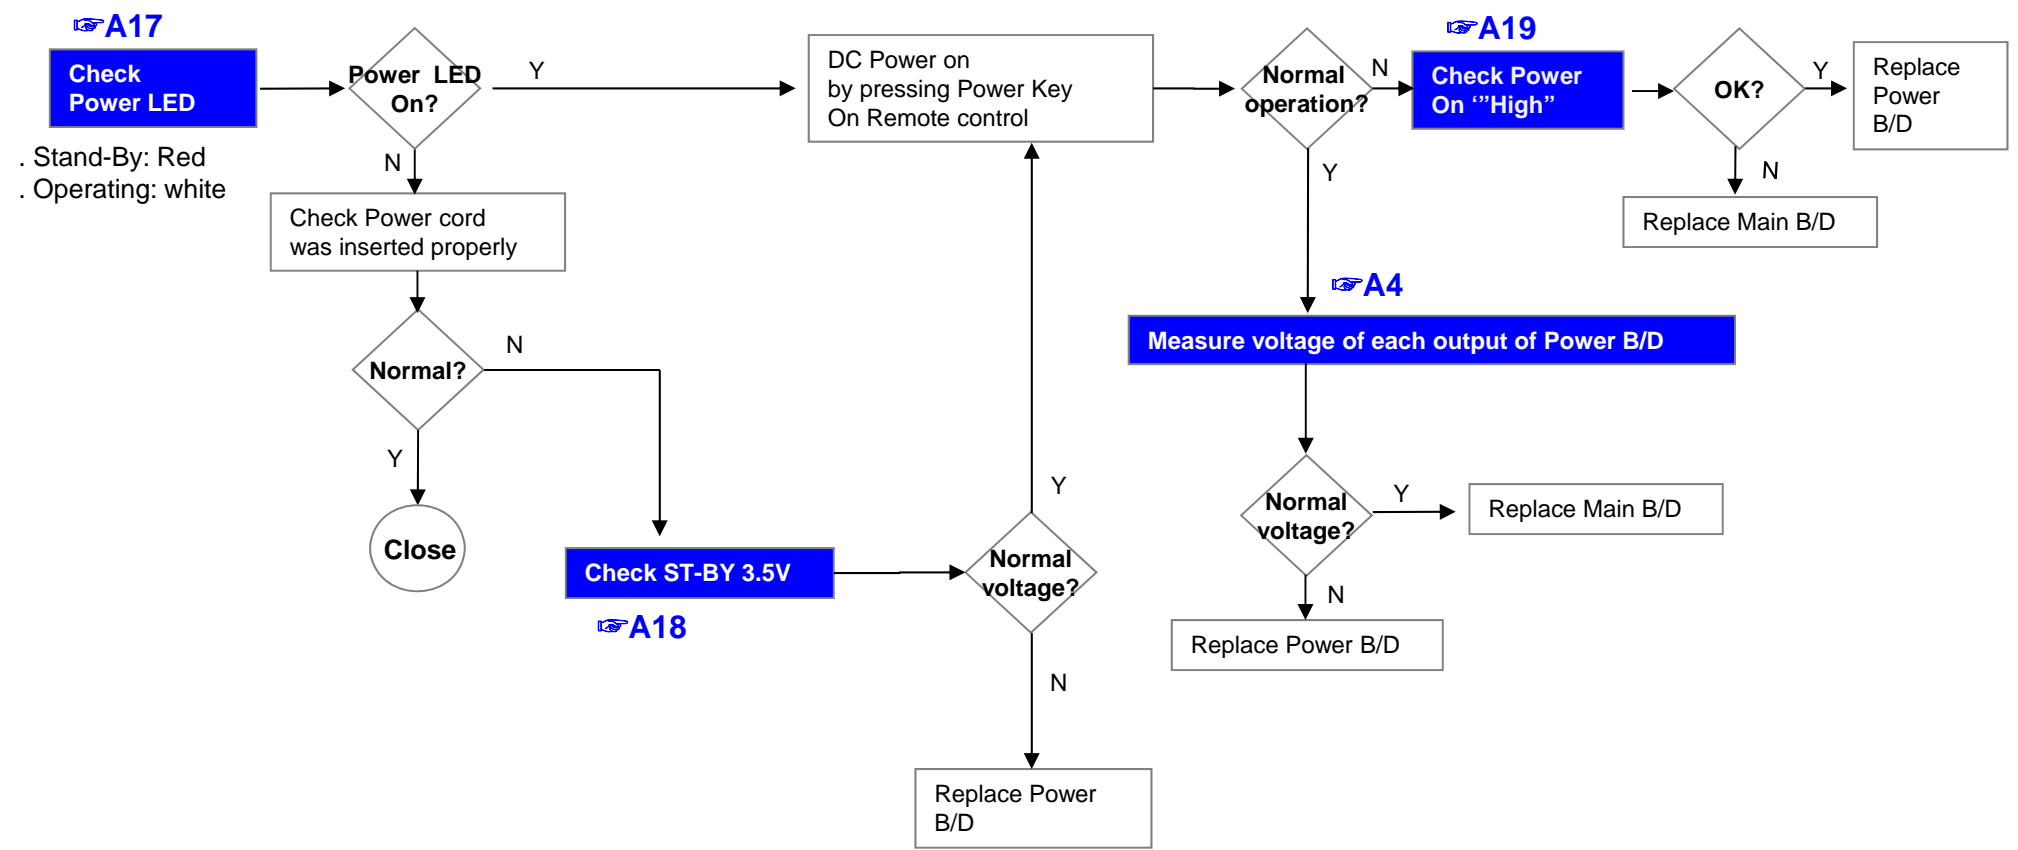 ☞A17
Check
Power LED
. Stand-By: Red
. Operating: white
Power LED
On?
Y
N
Check Power cord
was inserted properly
Normal?
N
Y
Close
Check ST-BY 3.5V
☞A18
Normal
voltage?
Y
N
Replace Power
B/D
DC Power on
by pressing Power Key
On Remote control
Normal
operation?
N
Y
☞A19
Check Power
On ‘”High”
OK?
Y
N
Replace
Power
B/D
Replace Main B/D
☞A4
Measure voltage of each output of Power B/D
Normal
voltage?
Y
N
Replace Main B/D
Replace Power B/D